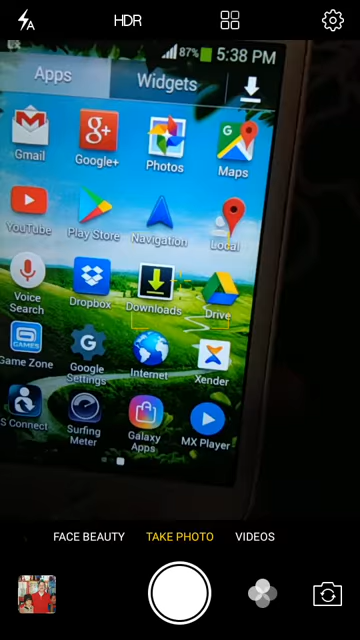 A
HDR
87% 5:38 PM
Apps Widgets
Gmail Google+ Photos Maps
YouTube Play Store Navigation Local
Voice Search Dropbox Downloads Drive
GAMES
Game Zone Google Settings Internet Xender
S Connect Surfing Meter Galaxy Apps MX Player
FACE BEAUTY TAKE PHOTO VIDEOS